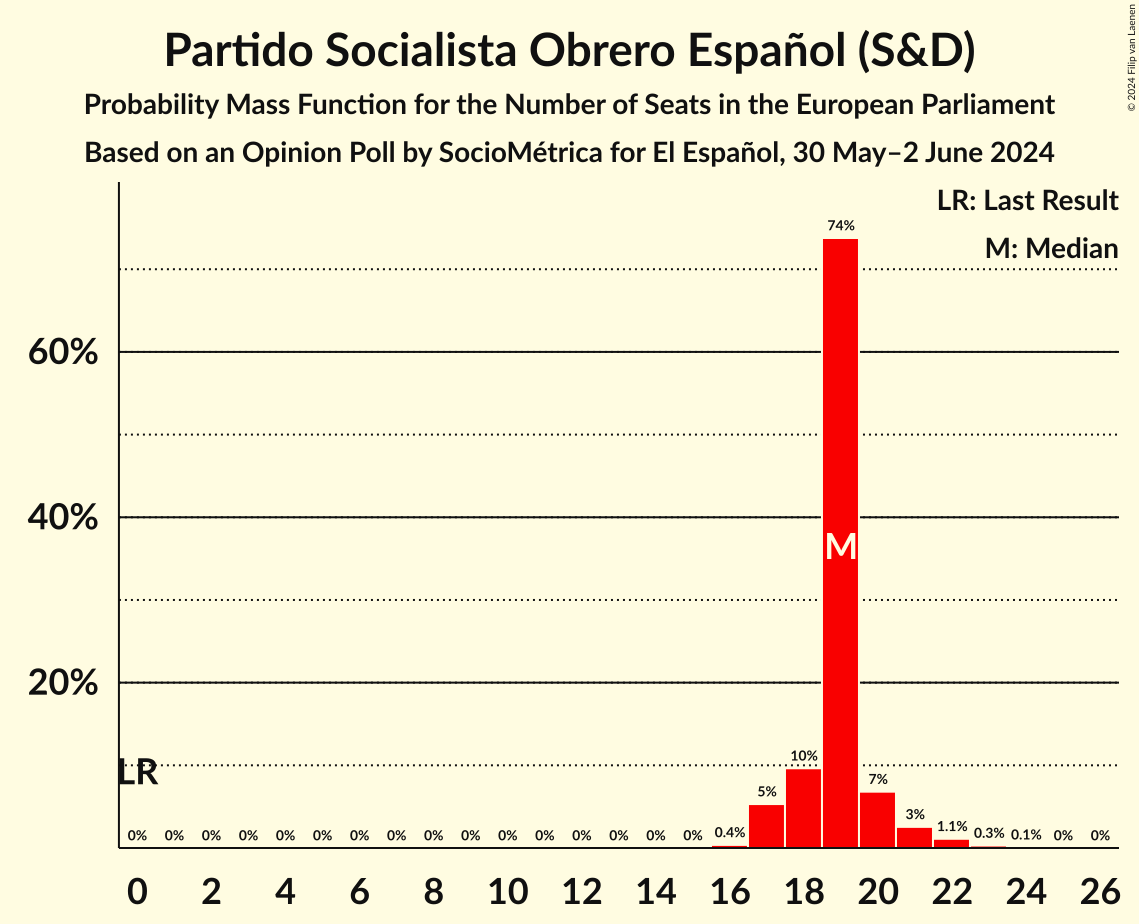 Partido Socialista Obrero Español (S&D)
Probability Mass Function for the Number of Seats in the European Parliament
Based on an Opinion Poll by SocioMétrica for El Español, 30 May–2 June 2024
© 2024 Filip van Laenen
LR: Last Result
M: Median
74%
60%
40%
M
20%
LR
10%
7%
5%
3%
0% 0% 0% 0% 0% 0% 0% 0% 0% 0% 0% 0% 0% 0% 0% 0% 0.4% 1.1% 0.3% 0.1% 0% 0%
0 2 4 6 8 10 12 14 16 18 20 22 24 26